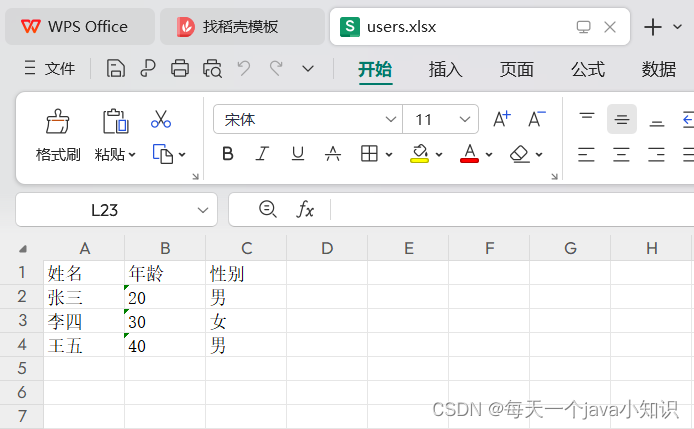 WPS Office 找稻壳模板 S users.xlsx
文件 开始 插入 页面 公式 数据
格式刷 粘贴 宋体 11 A+ A-
B I U A A
L23 fx
A B C D E F G H
1 姓名 年龄 性别
2 张三 20 男
3 李四 30 女
4 王五 40 男
5
6
7
CSDN @每天一个java小知识